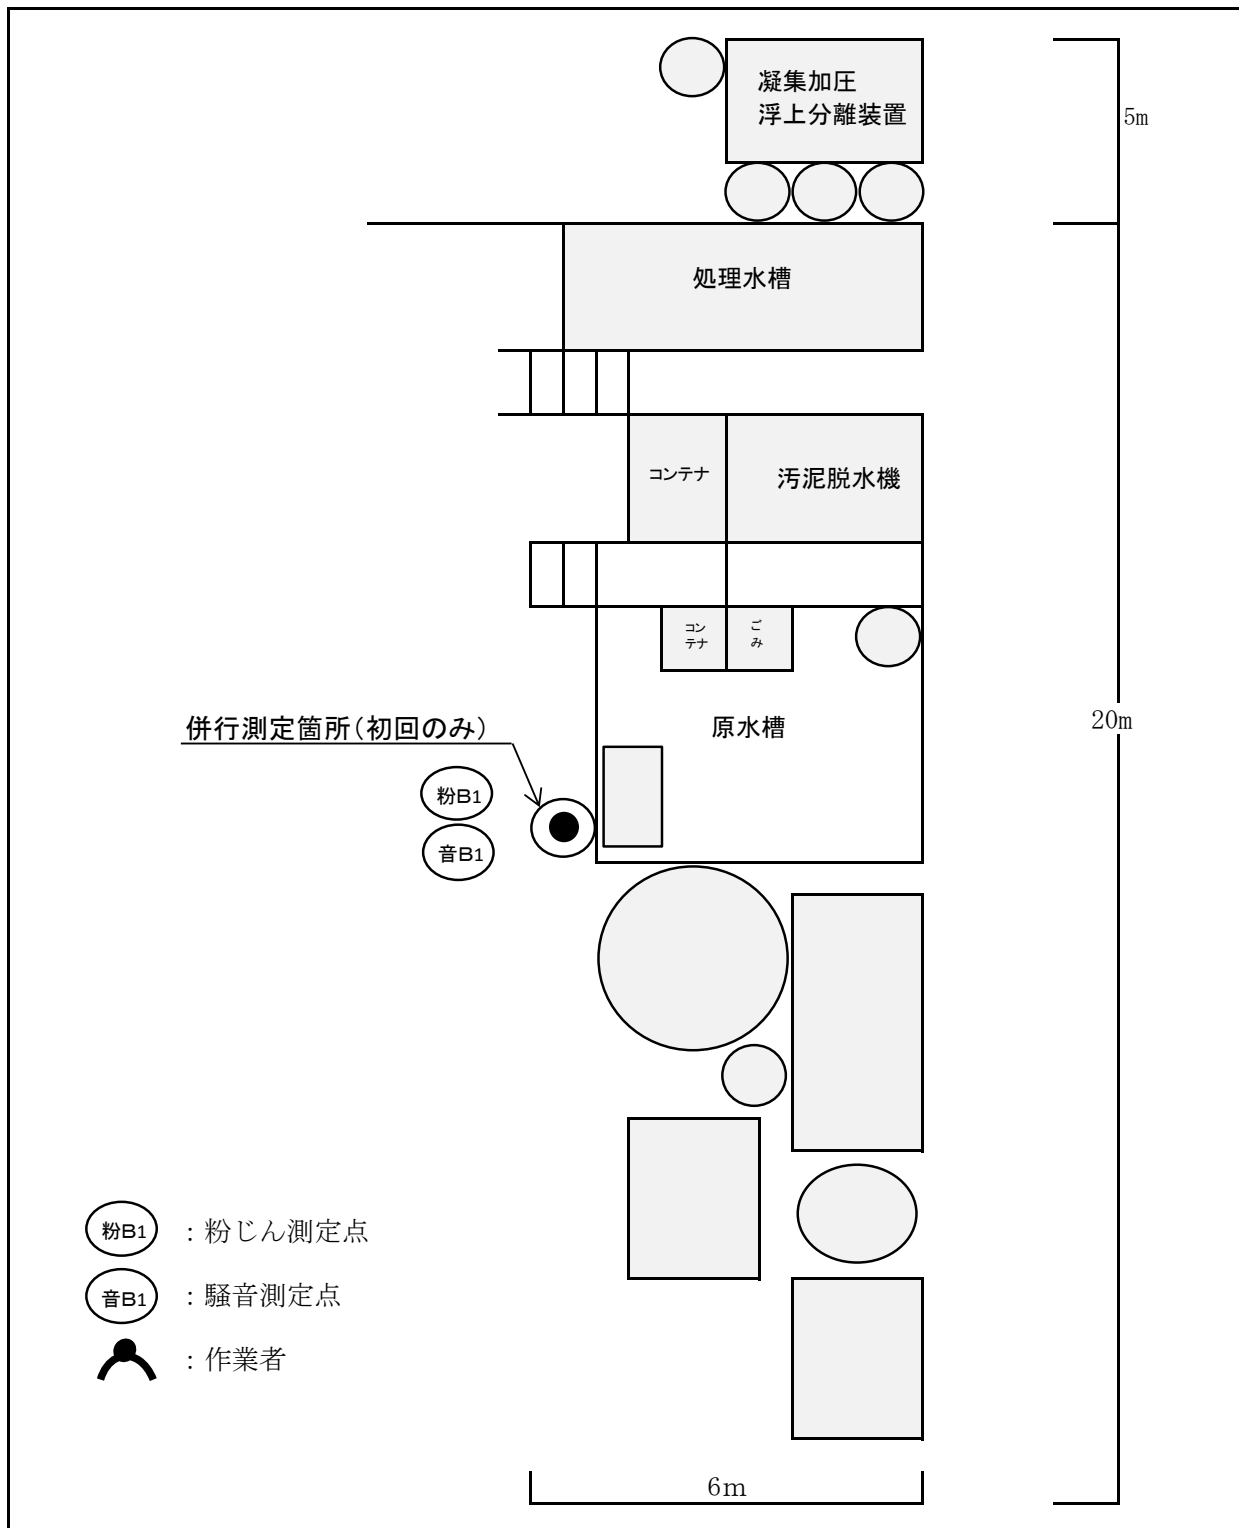 凝集加圧
浮上分離装置
5m
処理水槽
コンテナ
汚泥脱水機
コン
テナ
ご
み
原水槽
20m
併行測定箇所(初回のみ)
粉B1
音B1
粉B1
：粉じん測定点
音B1
：騒音測定点
：作業者
6m